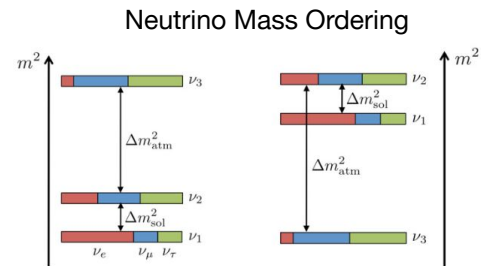 Neutrino Mass Ordering
m²
ν₃
Δm²atm
ν₂
Δm²sol
ν₁
νₑ νμ ντ
m²
ν₂
Δm²sol
ν₁
Δm²atm
ν₃